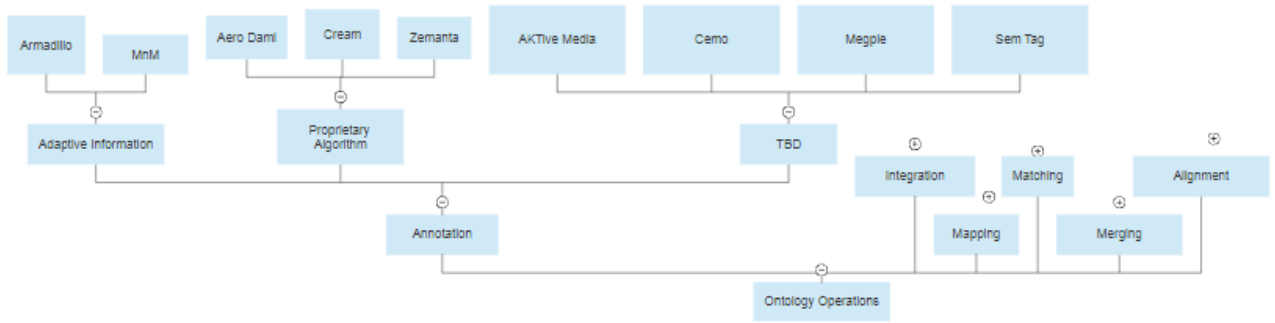 Armadillo
MnM
Aero Daml
Cream
Zemanta
AKTive Media
Cemo
Megpie
Sem Tag
Adaptive Information
Proprietary
Algorithm
TBD
Integration
Matching
Alignment
Annotation
Mapping
Merging
Ontology Operations